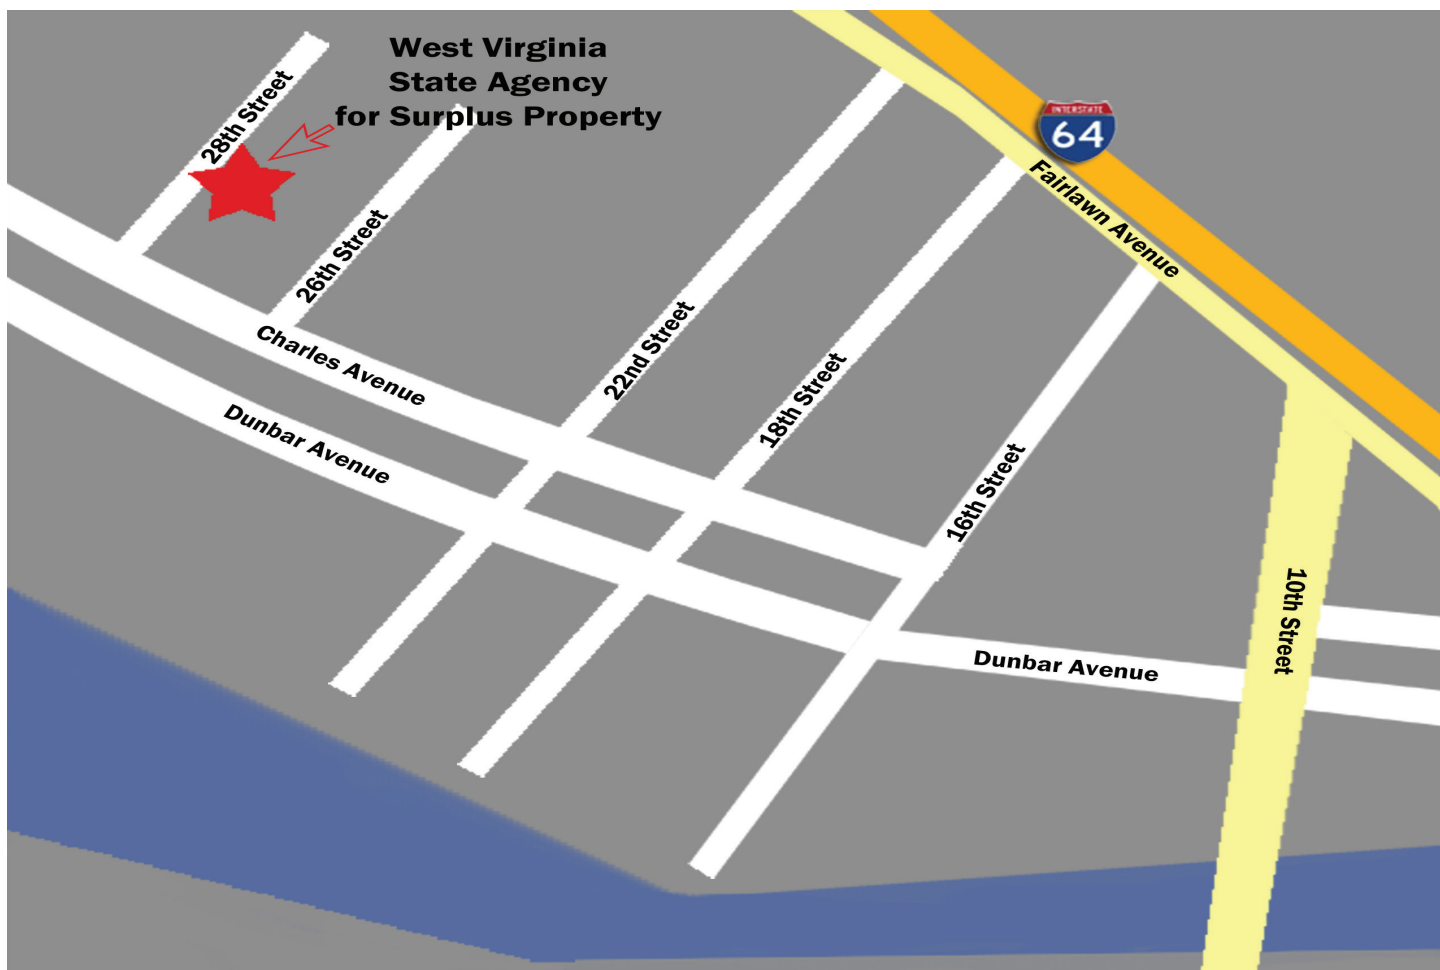 West Virginia
State Agency
for Surplus Property
28th Street
26th Street
INTERSTATE
64
Fairlawn Avenue
22nd Street
18th Street
16th Street
Charles Avenue
Dunbar Avenue
10th Street
Dunbar Avenue